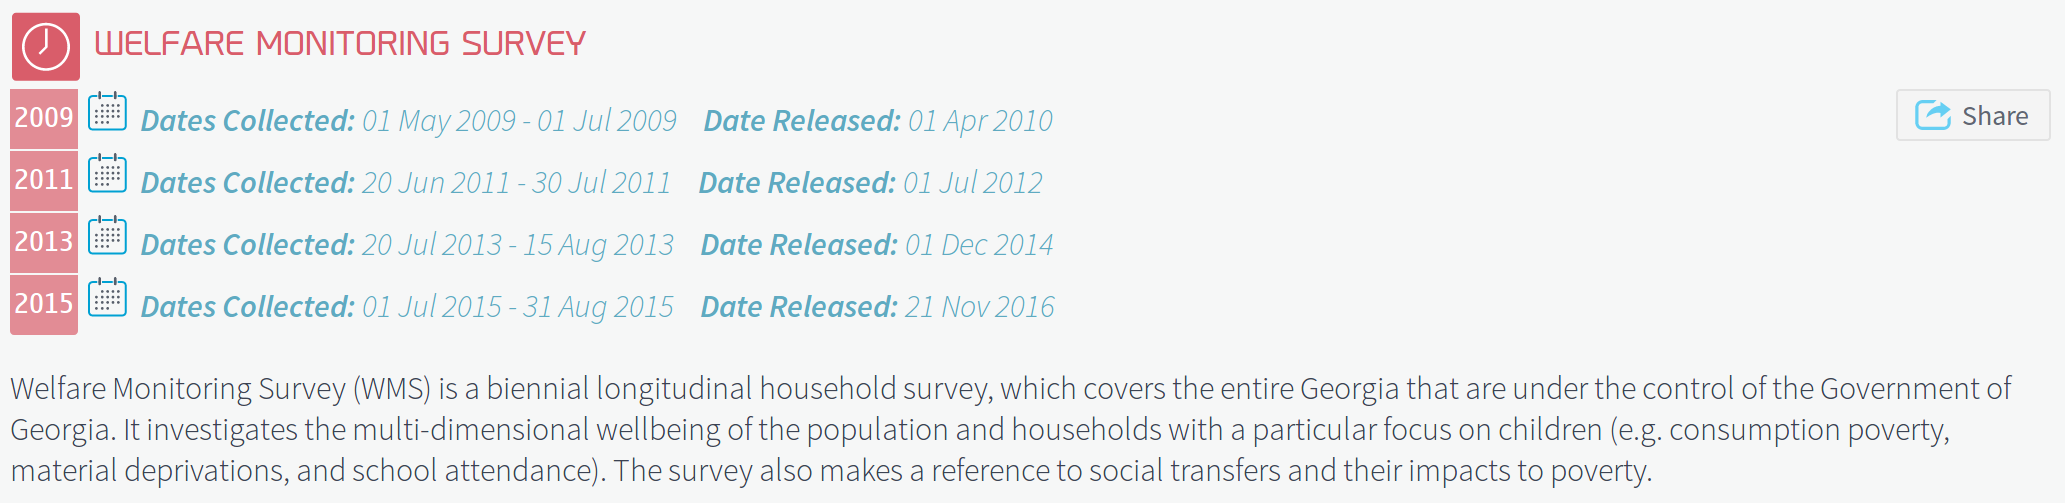 WELFARE MONITORING SURVEY
2009 Dates Collected: 01 May 2009 - 01 Jul 2009 Date Released: 01 Apr 2010 Share
2011 Dates Collected: 20 Jun 2011 - 30 Jul 2011 Date Released: 01 Jul 2012
2013 Dates Collected: 20 Jul 2013 - 15 Aug 2013 Date Released: 01 Dec 2014
2015 Dates Collected: 01 Jul 2015 - 31 Aug 2015 Date Released: 21 Nov 2016
Welfare Monitoring Survey (WMS) is a biennial longitudinal household survey, which covers the entire Georgia that are under the control of the Government of
Georgia. It investigates the multi-dimensional wellbeing of the population and households with a particular focus on children (e.g. consumption poverty,
material deprivations, and school attendance). The survey also makes a reference to social transfers and their impacts to poverty.